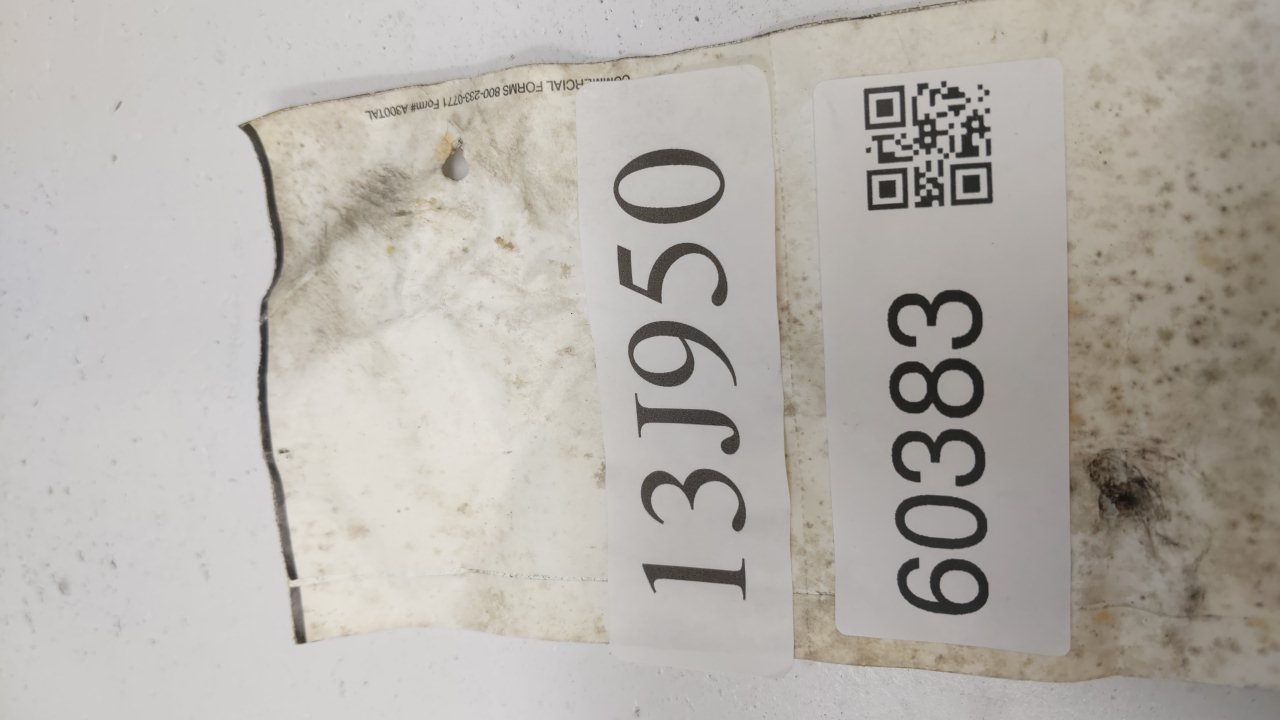 COMMERCIAL FORMS 800-233-0771 Form# A300TAL
13J950
60383